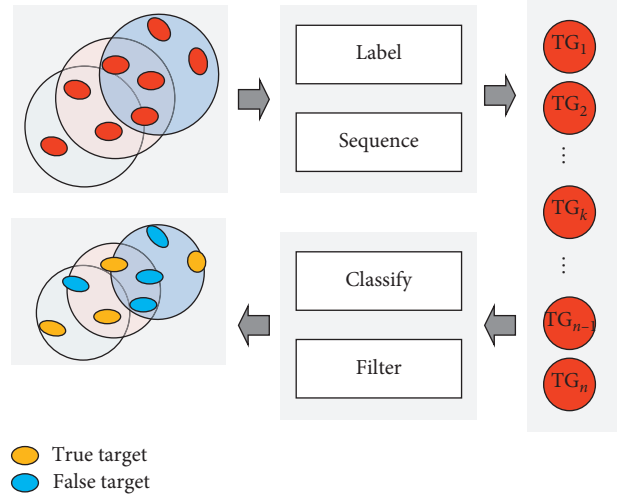 Label
Sequence
TG₁
TG₂
⋮
TGₖ
⋮
TGₙ₋₁
TGₙ
Classify
Filter
True target
False target